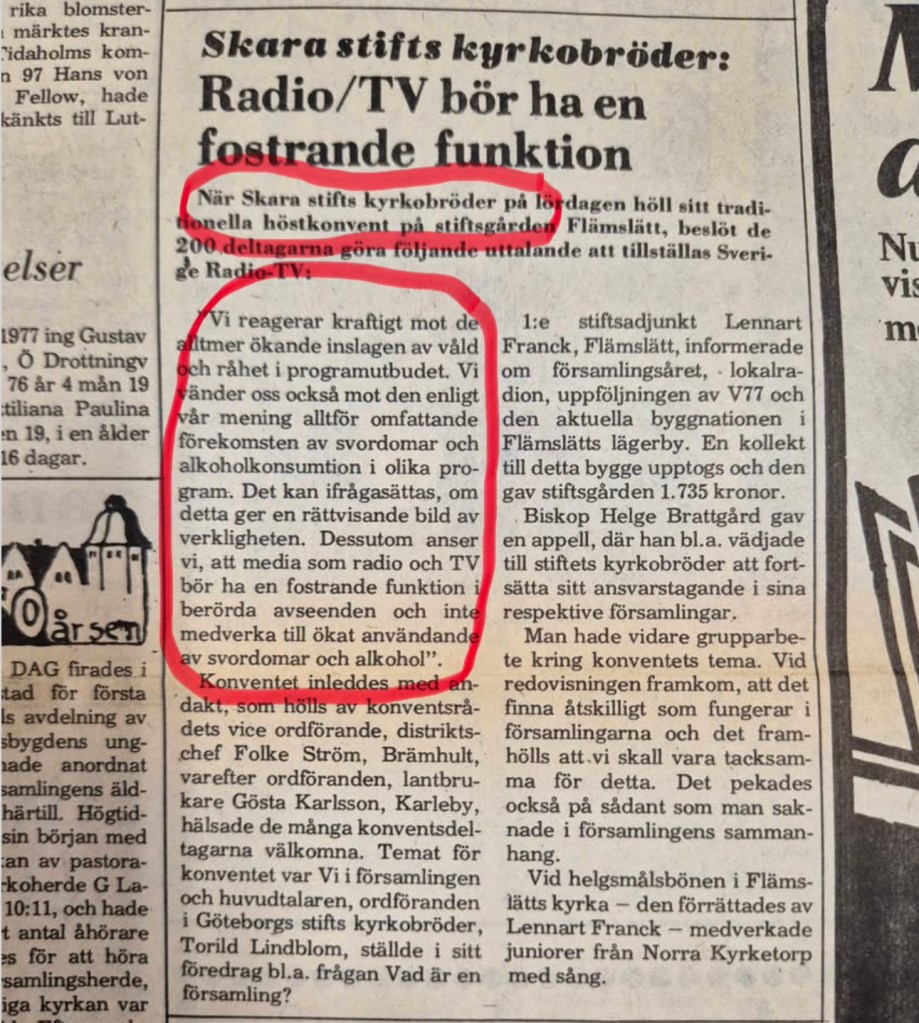 rika blomster-
märktes kran-
Tidaholms kom-
n 97 Hans von
Fellow, hade
känkts till Lut-
elser
1977 ing Gustav
, Ö Drottningv
76 år 4 mån 19
tiliana Paulina
en 19, i en ålder
16 dagar.
årsen
DAG firades i
tad för första
ls avdelning av
sbygdens ung-
nade anordnat
samlingens äld-
härtill. Högtid-
sin början med
an av pastora-
rkoherde G La-
10:11, och hade
t antal åhörare
es för att höra
samlingsherde,
iga kyrkan var
Skara stifts kyrkobröder:
Radio/TV bör ha en
fostrande funktion
När Skara stifts kyrkobröder på lördagen höll sitt tradi-
tionella höstkonvent på stiftsgården Flämslätt, beslöt de
200 deltagarna göra följande uttalande att tillställas Sveri-
ge Radio-TV:
"Vi reagerar kraftigt mot de
alltmer ökande inslagen av våld
och råhet i programutbudet. Vi
vänder oss också mot den enligt
vår mening alltför omfattande
förekomsten av svordomar och
alkoholkonsumtion i olika pro-
gram. Det kan ifrågasättas, om
detta ger en rättvisande bild av
verkligheten. Dessutom anser
vi, att media som radio och TV
bör ha en fostrande funktion i
berörda avseenden och inte
medverka till ökat användande
av svordomar och alkohol".
Konventet inleddes med an-
dakt, som hölls av konventsrå-
dets vice ordförande, distrikts-
chef Folke Ström, Brämhult,
varefter ordföranden, lantbru-
kare Gösta Karlsson, Karleby,
hälsade de många konventsdel-
tagarna välkomna. Temat för
konventet var Vi i församlingen
och huvudtalaren, ordföranden
i Göteborgs stifts kyrkobröder,
Torild Lindblom, ställde i sitt
föredrag bl.a. frågan Vad är en
församling?
1:e stiftsadjunkt Lennart
Franck, Flämslätt, informerade
om församlingsåret, lokalra-
dion, uppföljningen av V77 och
den aktuella byggnationen i
Flämslätts lägerby. En kollekt
till detta bygge upptogs och den
gav stiftsgården 1.735 kronor.
Biskop Helge Brattgård gav
en appell, där han bl.a. vädjade
till stiftets kyrkobröder att fort-
sätta sitt ansvarstagande i sina
respektive församlingar.
Man hade vidare grupparbe-
te kring konventets tema. Vid
redovisningen framkom, att det
finna åtskilligt som fungerar i
församlingarna och det fram-
hölls att vi skall vara tacksam-
ma för detta. Det pekades
också på sådant som man sak-
nade i församlingens samman-
hang.
Vid helgsmålsbönen i Fläms-
lätts kyrka – den förrättades av
Lennart Franck – medverkade
juniorer från Norra Kyrketorp
med sång.
Nu
vis
m